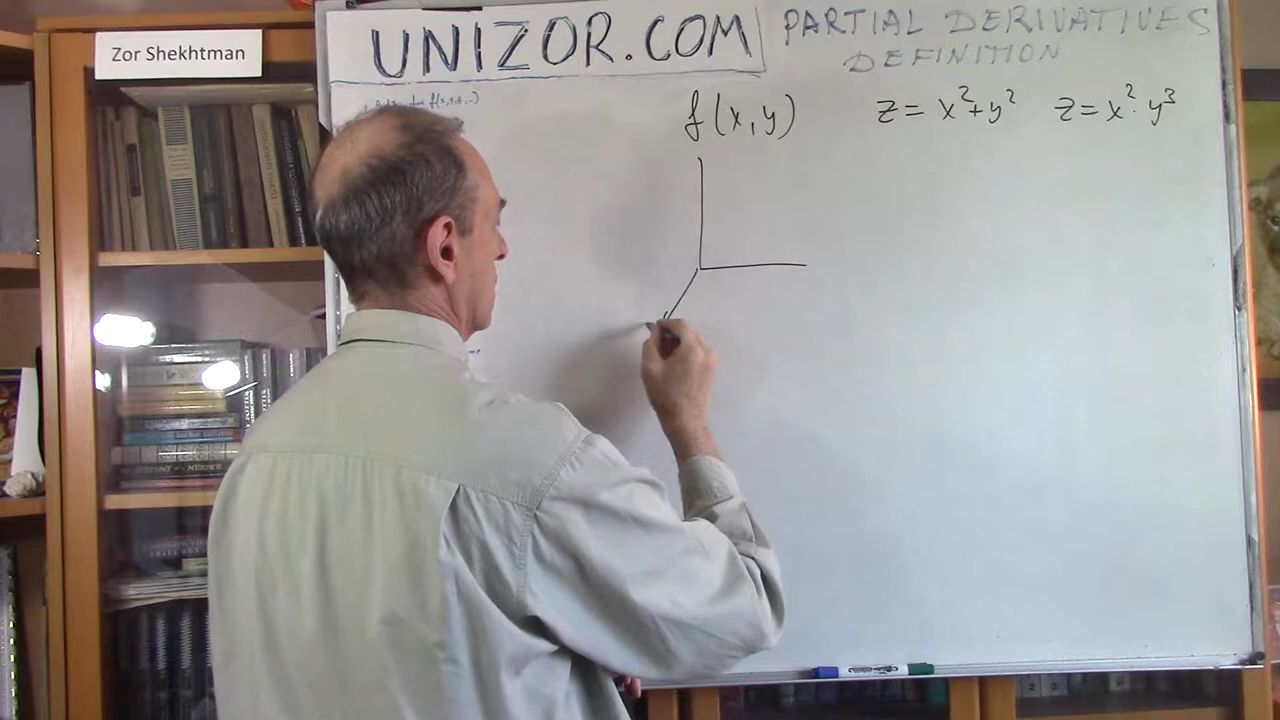 Zor Shekhtman
UNIZOR.COM
PARTIAL DERIVATIVES
DEFINITION
f(x,y)
z = x²+y²
z = x²·y³